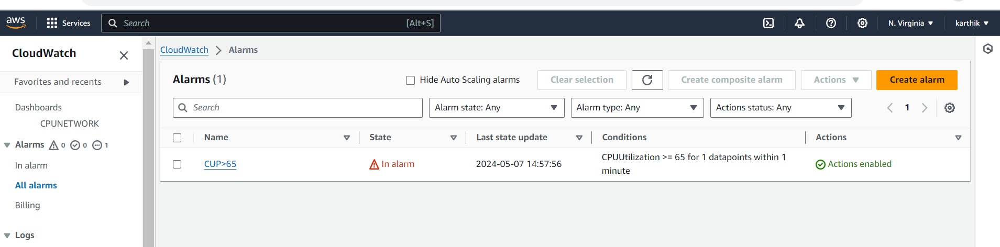 aws
Services
Search
[Alt+S]
N. Virginia
karthik
CloudWatch
Favorites and recents
Dashboards
CPUNETWORK
Alarms 0 0 1
In alarm
All alarms
Billing
Logs
CloudWatch > Alarms
Alarms (1)
Hide Auto Scaling alarms
Clear selection
Create composite alarm
Actions
Create alarm
Search
Alarm state: Any
Alarm type: Any
Actions status: Any
1
Name
State
Last state update
Conditions
Actions
CUP>65
In alarm
2024-05-07 14:57:56
CPUUtilization >= 65 for 1 datapoints within 1
minute
Actions enabled